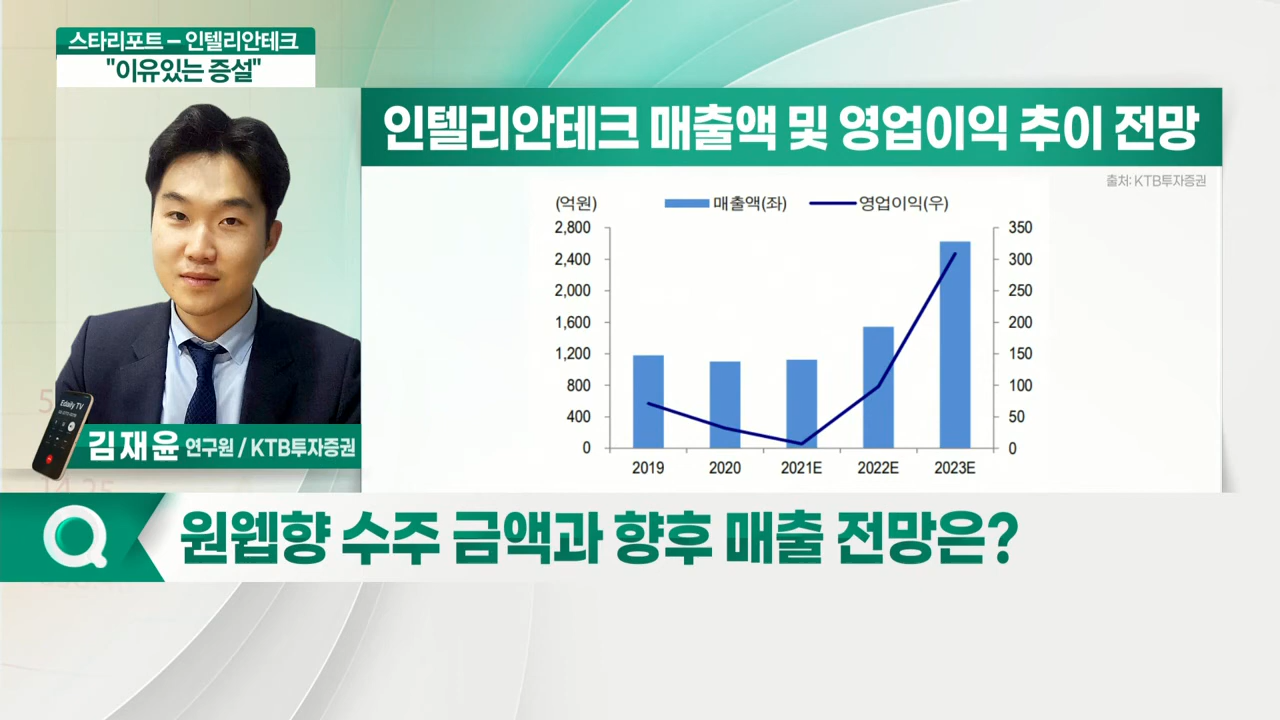 스타리포트 – 인텔리안테크
"이유있는 증설"
인텔리안테크 매출액 및 영업이익 추이 전망
출처: KTB투자증권
(억원) 매출액(좌) 영업이익(우)
2,800 350
2,400 300
2,000 250
1,600 200
1,200 150
800 100
400 50
0 0
2019 2020 2021E 2022E 2023E
Edaily TV
김재윤 연구원 / KTB투자증권
원웹향 수주 금액과 향후 매출 전망은?